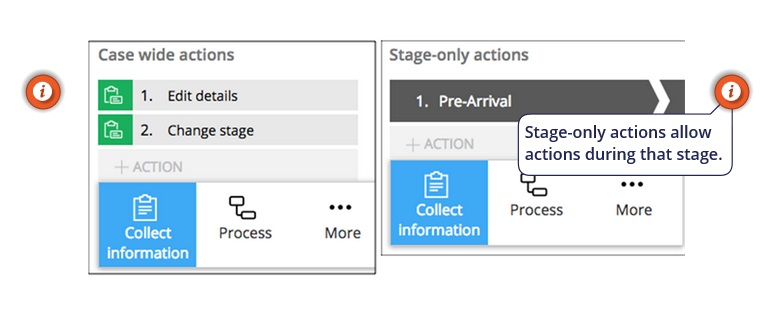 Case wide actions
1. Edit details
2. Change stage
+ ACTION
Collect
information
Process
More
Stage-only actions
1. Pre-Arrival
+ ACTION
Stage-only actions allow
actions during that stage.
Collect
information
Process
More
i
i